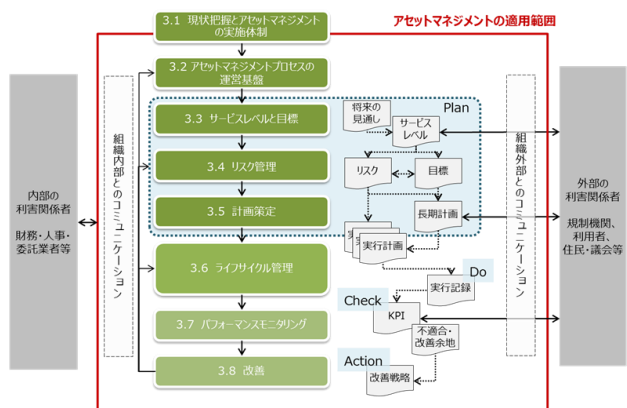 アセットマネジメントの適用範囲
3.1 現状把握とアセットマネジメント
の実施体制
3.2 アセットマネジメントプロセスの
運営基盤
3.3 サービスレベルと目標
3.4 リスク管理
3.5 計画策定
3.6 ライフサイクル管理
3.7 パフォーマンスモニタリング
3.8 改善
内部の
利害関係者
財務・人事・
委託業者等
組織内部とのコミュニケーション
Plan
将来の
見通し
サービス
レベル
リスク
目標
長期計画
実
実
実行計画
Do
実行記録
Check
KPI
不適合・
改善余地
Action
改善戦略
組織外部とのコミュニケーション
外部の
利害関係者
規制機関、
利用者、
住民・議会等